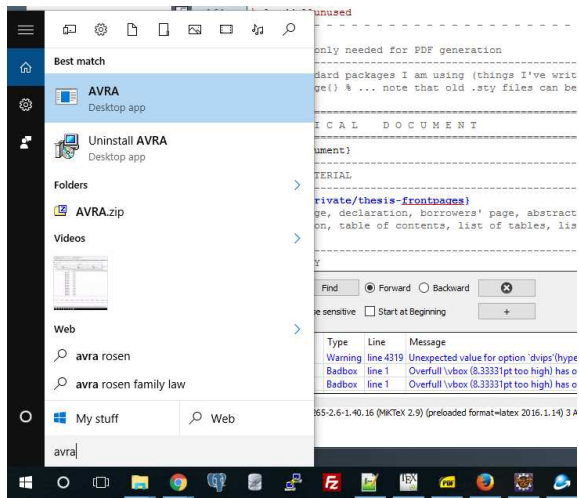 Best match
AVRA
Desktop app
Uninstall AVRA
Desktop app
Folders
AVRA.zip
Videos
Web
avra rosen
avra rosen family law
My stuff
Web
avra
unused
only needed for PDF generation
dard packages I am using (things I've writ
ge() % ... note that old .sty files can be
I C A L D O C U M E N T
ument}
TERIAL
rivate/thesis-frontpages}
ge, declaration, borrowers' page, abstract
on, table of contents, list of tables, lis
Y
Find Forward Backward
se sensitive Start at Beginning +
Type Line Message
Warning line 4319 Unexpected value for option `dvips'(hype
Badbox line 1 Overfull \vbox (8.33331pt too high) has o
Badbox line 1 Overfull \vbox (8.33331pt too high) has o
265-2.6-1.40.16 (MiKTeX 2.9) (preloaded format=latex 2016.1.14) 3 A